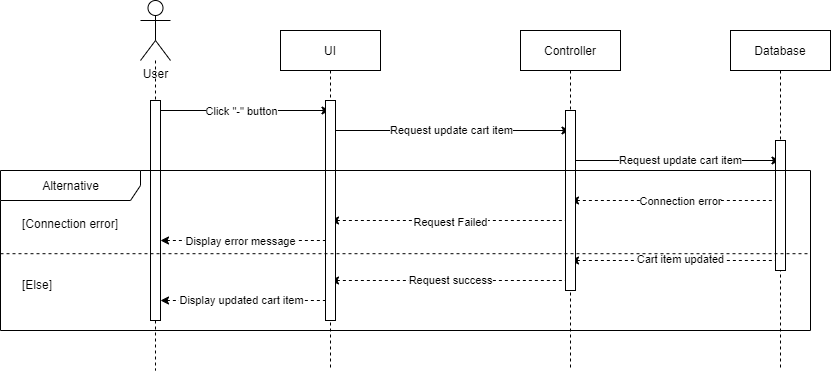 User
UI
Controller
Database
Click "-" button
Request update cart item
Request update cart item
Alternative
Connection error
[Connection error]
Request Failed
Display error message
Cart item updated
[Else]
Request success
Display updated cart item